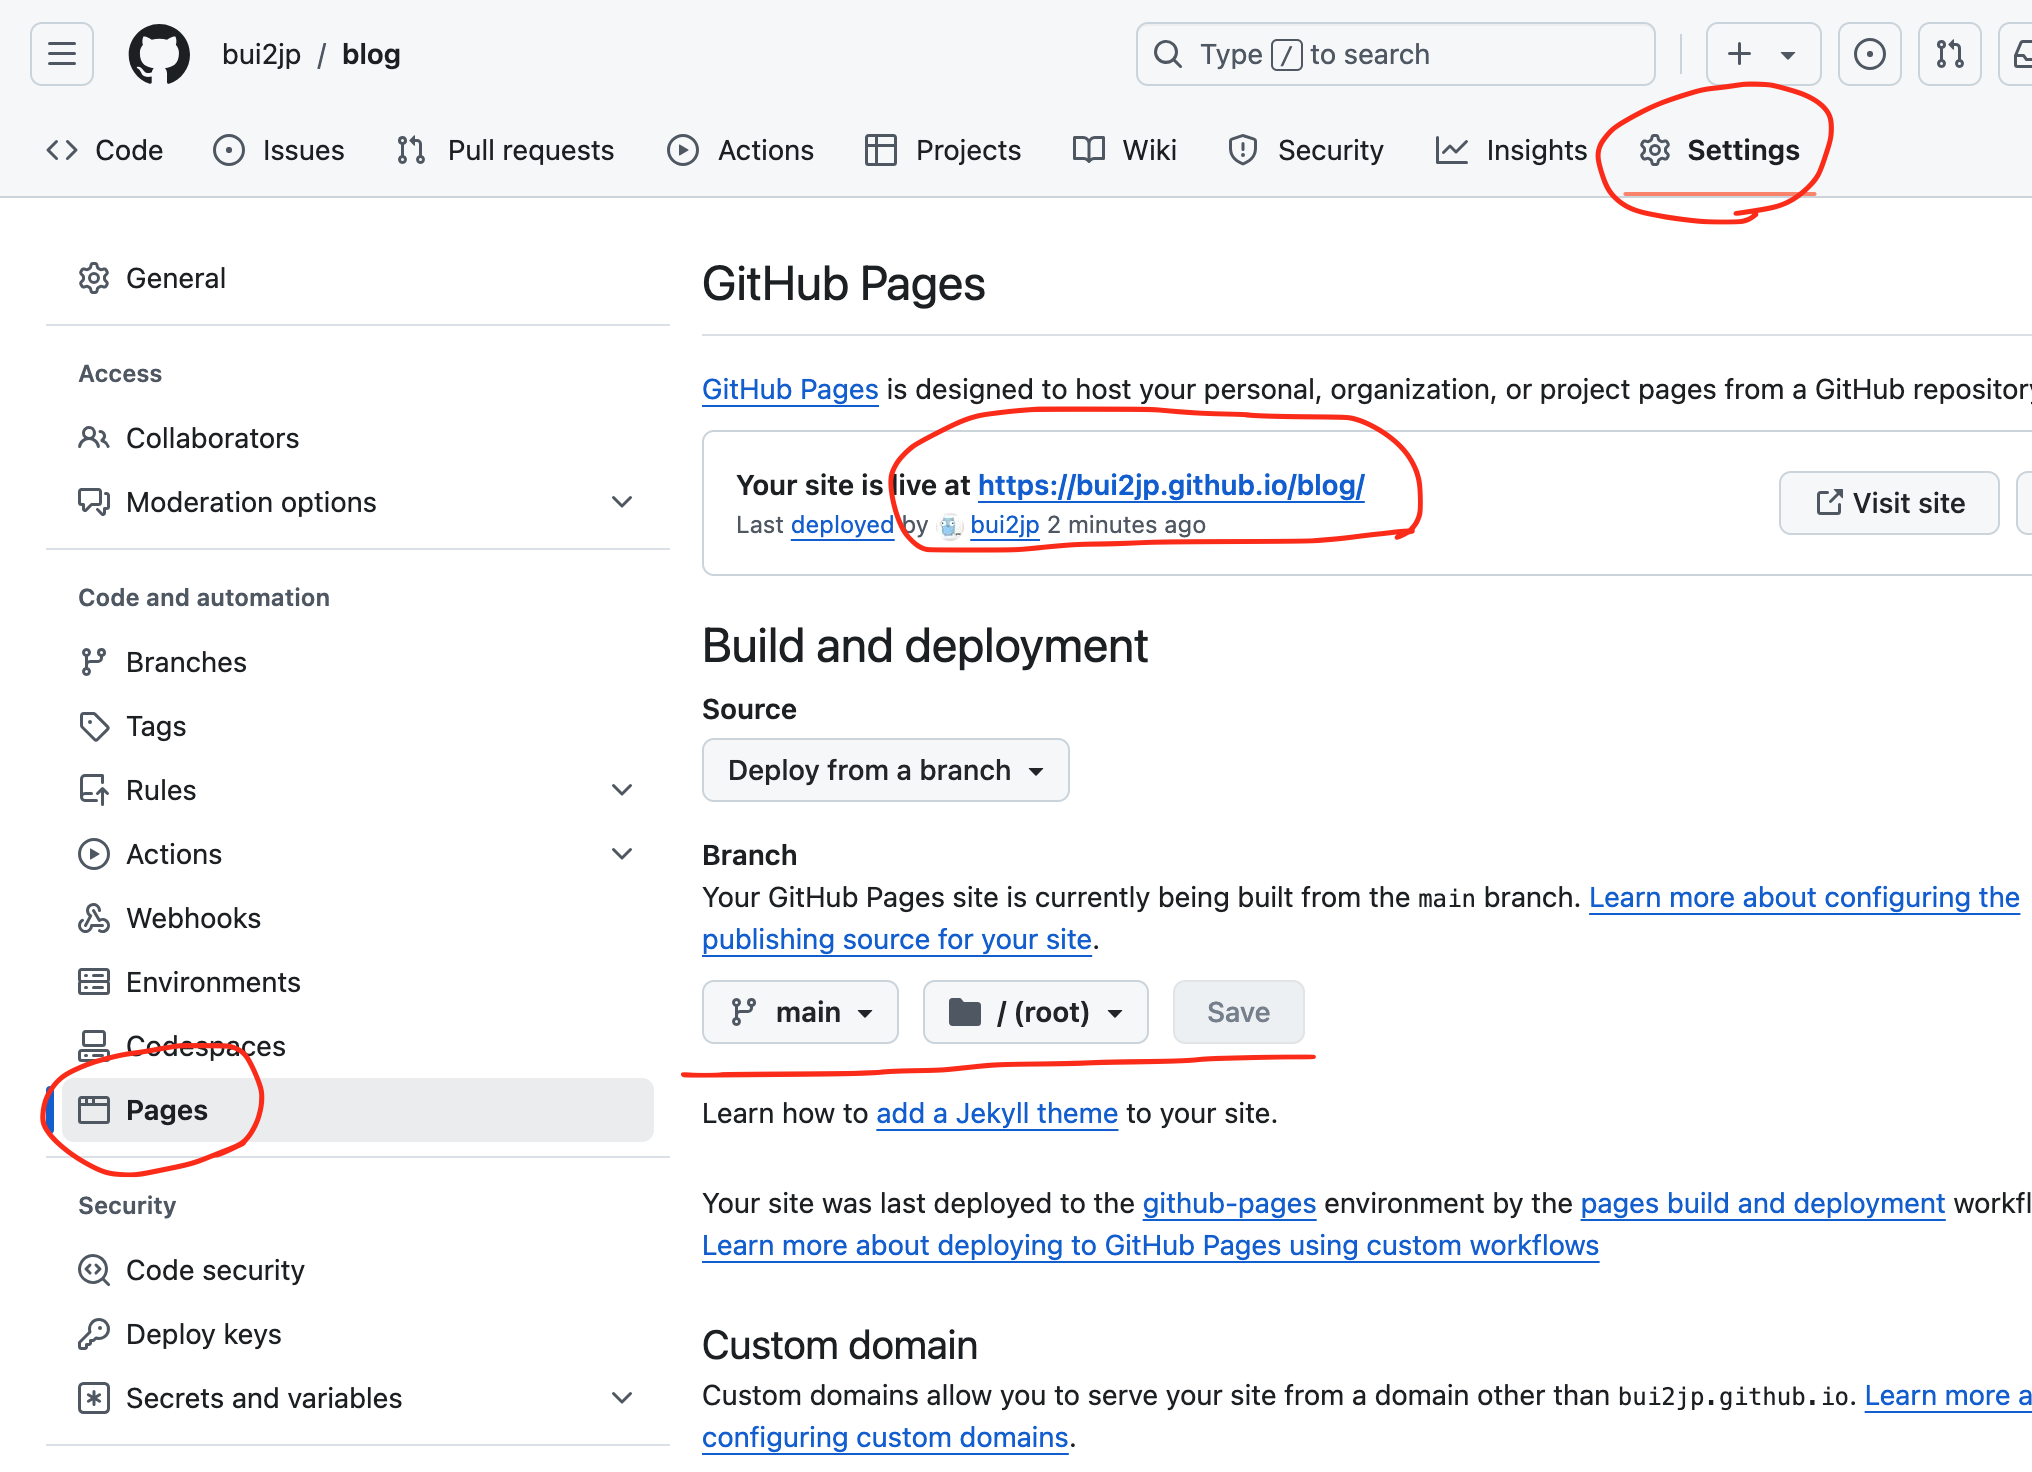 bui2jp / blog
Type / to search
Code Issues Pull requests Actions Projects Wiki Security Insights Settings
General
Access
Collaborators
Moderation options
Code and automation
Branches
Tags
Rules
Actions
Webhooks
Environments
Codespaces
Pages
Security
Code security
Deploy keys
Secrets and variables
GitHub Pages
GitHub Pages is designed to host your personal, organization, or project pages from a GitHub repository
Your site is live at https://bui2jp.github.io/blog/
Last deployed by bui2jp 2 minutes ago
Visit site
Build and deployment
Source
Deploy from a branch
Branch
Your GitHub Pages site is currently being built from the main branch. Learn more about configuring the
publishing source for your site.
main / (root) Save
Learn how to add a Jekyll theme to your site.
Your site was last deployed to the github-pages environment by the pages build and deployment workfl
Learn more about deploying to GitHub Pages using custom workflows
Custom domain
Custom domains allow you to serve your site from a domain other than bui2jp.github.io. Learn more a
configuring custom domains.